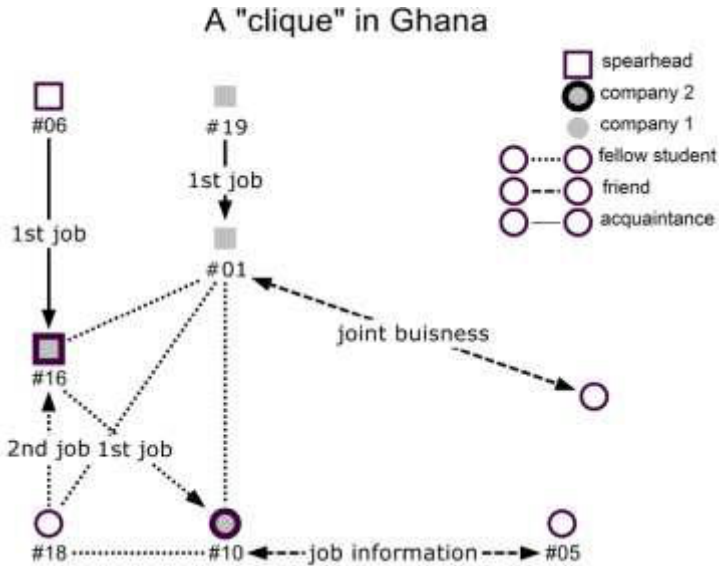 A "clique" in Ghana
spearhead
company 2
company 1
fellow student
friend
acquaintance
#06
#19
1st job
1st job
#01
joint buisness
#16
2nd job 1st job
#18
#10
job information
#05